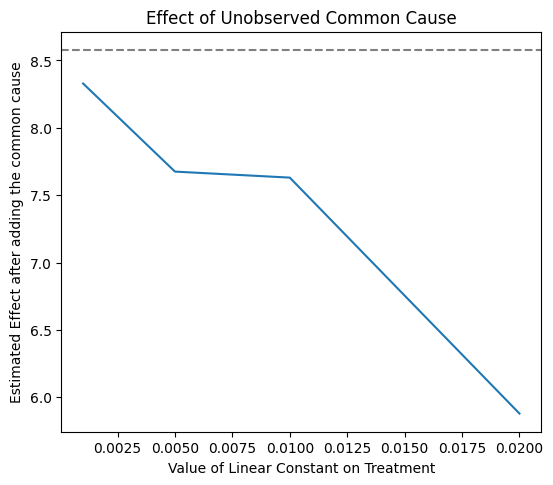 Effect of Unobserved Common Cause
Estimated Effect after adding the common cause
8.5
8.0
7.5
7.0
6.5
6.0
0.0025 0.0050 0.0075 0.0100 0.0125 0.0150 0.0175 0.0200
Value of Linear Constant on Treatment